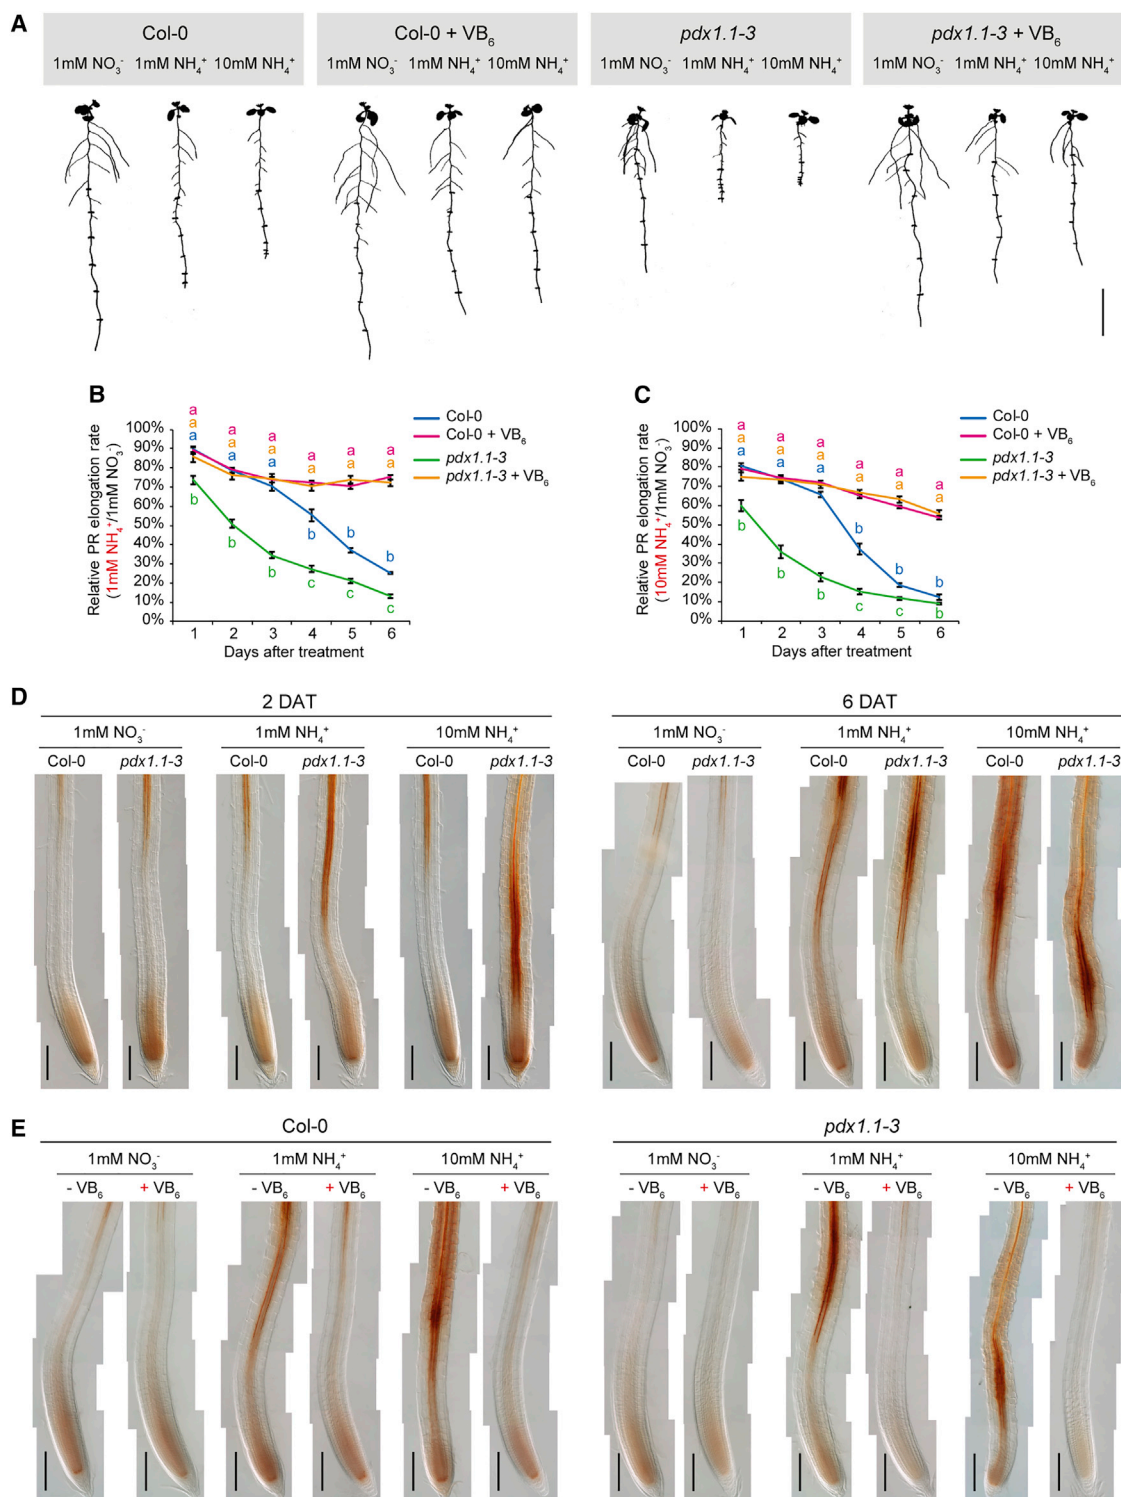 A
Col-0
1mM NO₃⁻ 1mM NH₄⁺ 10mM NH₄⁺
Col-0 + VB₆
1mM NO₃⁻ 1mM NH₄⁺ 10mM NH₄⁺
pdx1.1-3
1mM NO₃⁻ 1mM NH₄⁺ 10mM NH₄⁺
pdx1.1-3 + VB₆
1mM NO₃⁻ 1mM NH₄⁺ 10mM NH₄⁺
B
Relative PR elongation rate
(1mM NH₄⁺/1mM NO₃⁻)
100%
90%
80%
70%
60%
50%
40%
30%
20%
10%
0%
a a a a a a
a a a a a a
a a a b b b
b b b c c c
1 2 3 4 5 6
Days after treatment
Col-0
Col-0 + VB₆
pdx1.1-3
pdx1.1-3 + VB₆
C
Relative PR elongation rate
(10mM NH₄⁺/1mM NO₃⁻)
100%
90%
80%
70%
60%
50%
40%
30%
20%
10%
0%
a a a a a a
a a a a a a
a a a b b b
b b b c c b
1 2 3 4 5 6
Days after treatment
Col-0
Col-0 + VB₆
pdx1.1-3
pdx1.1-3 + VB₆
D
2 DAT
1mM NO₃⁻ 1mM NH₄⁺ 10mM NH₄⁺
Col-0 pdx1.1-3 Col-0 pdx1.1-3 Col-0 pdx1.1-3
6 DAT
1mM NO₃⁻ 1mM NH₄⁺ 10mM NH₄⁺
Col-0 pdx1.1-3 Col-0 pdx1.1-3 Col-0 pdx1.1-3
E
Col-0
1mM NO₃⁻ 1mM NH₄⁺ 10mM NH₄⁺
- VB₆ + VB₆ - VB₆ + VB₆ - VB₆ + VB₆
pdx1.1-3
1mM NO₃⁻ 1mM NH₄⁺ 10mM NH₄⁺
- VB₆ + VB₆ - VB₆ + VB₆ - VB₆ + VB₆